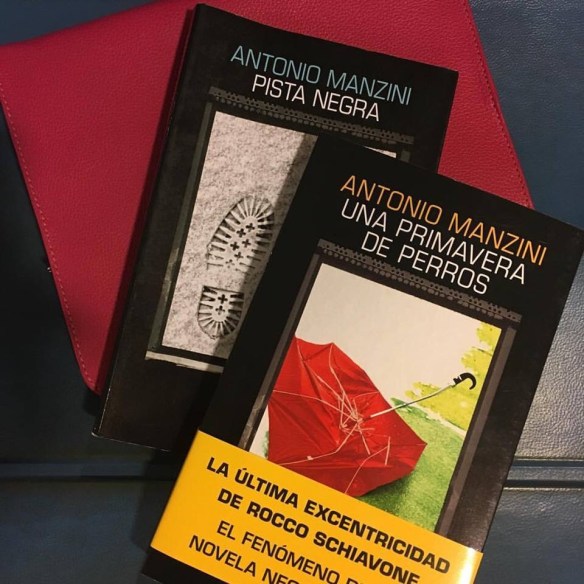 ANTONIO MANZINI
PISTA NEGRA
ANTONIO MANZINI
UNA PRIMAVERA
DE PERROS
LA ÚLTIMA EXCENTRICIDAD
DE ROCCO SCHIAVONE
EL FENÓMENO
NOVELA